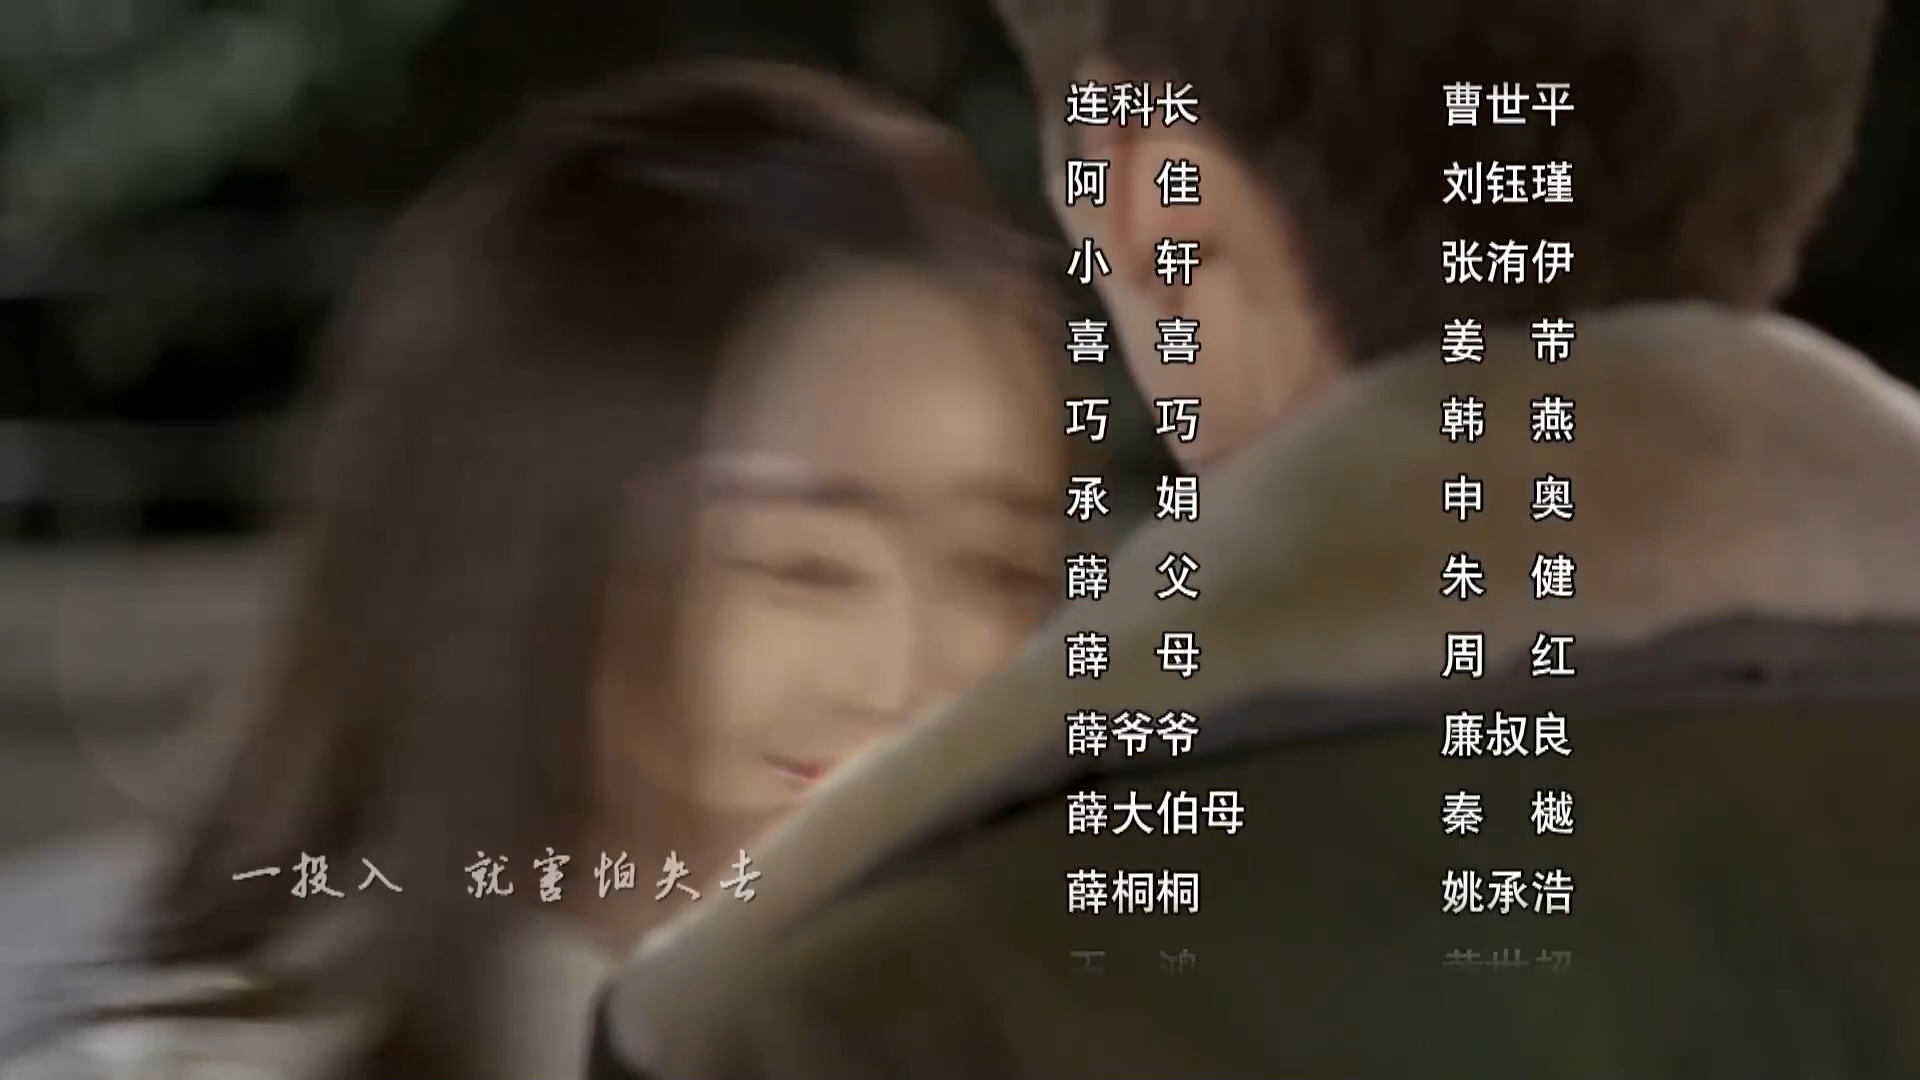 连科长 曹世平
阿 佳 刘钰瑾
小 轩 张洧伊
喜 喜 姜 芾
巧 巧 韩 燕
承 娟 申 奥
薛 父 朱 健
薛 母 周 红
薛爷爷 廉叔良
薛大伯母 秦 樾
薛桐桐 姚承浩
一投入 就害怕失去